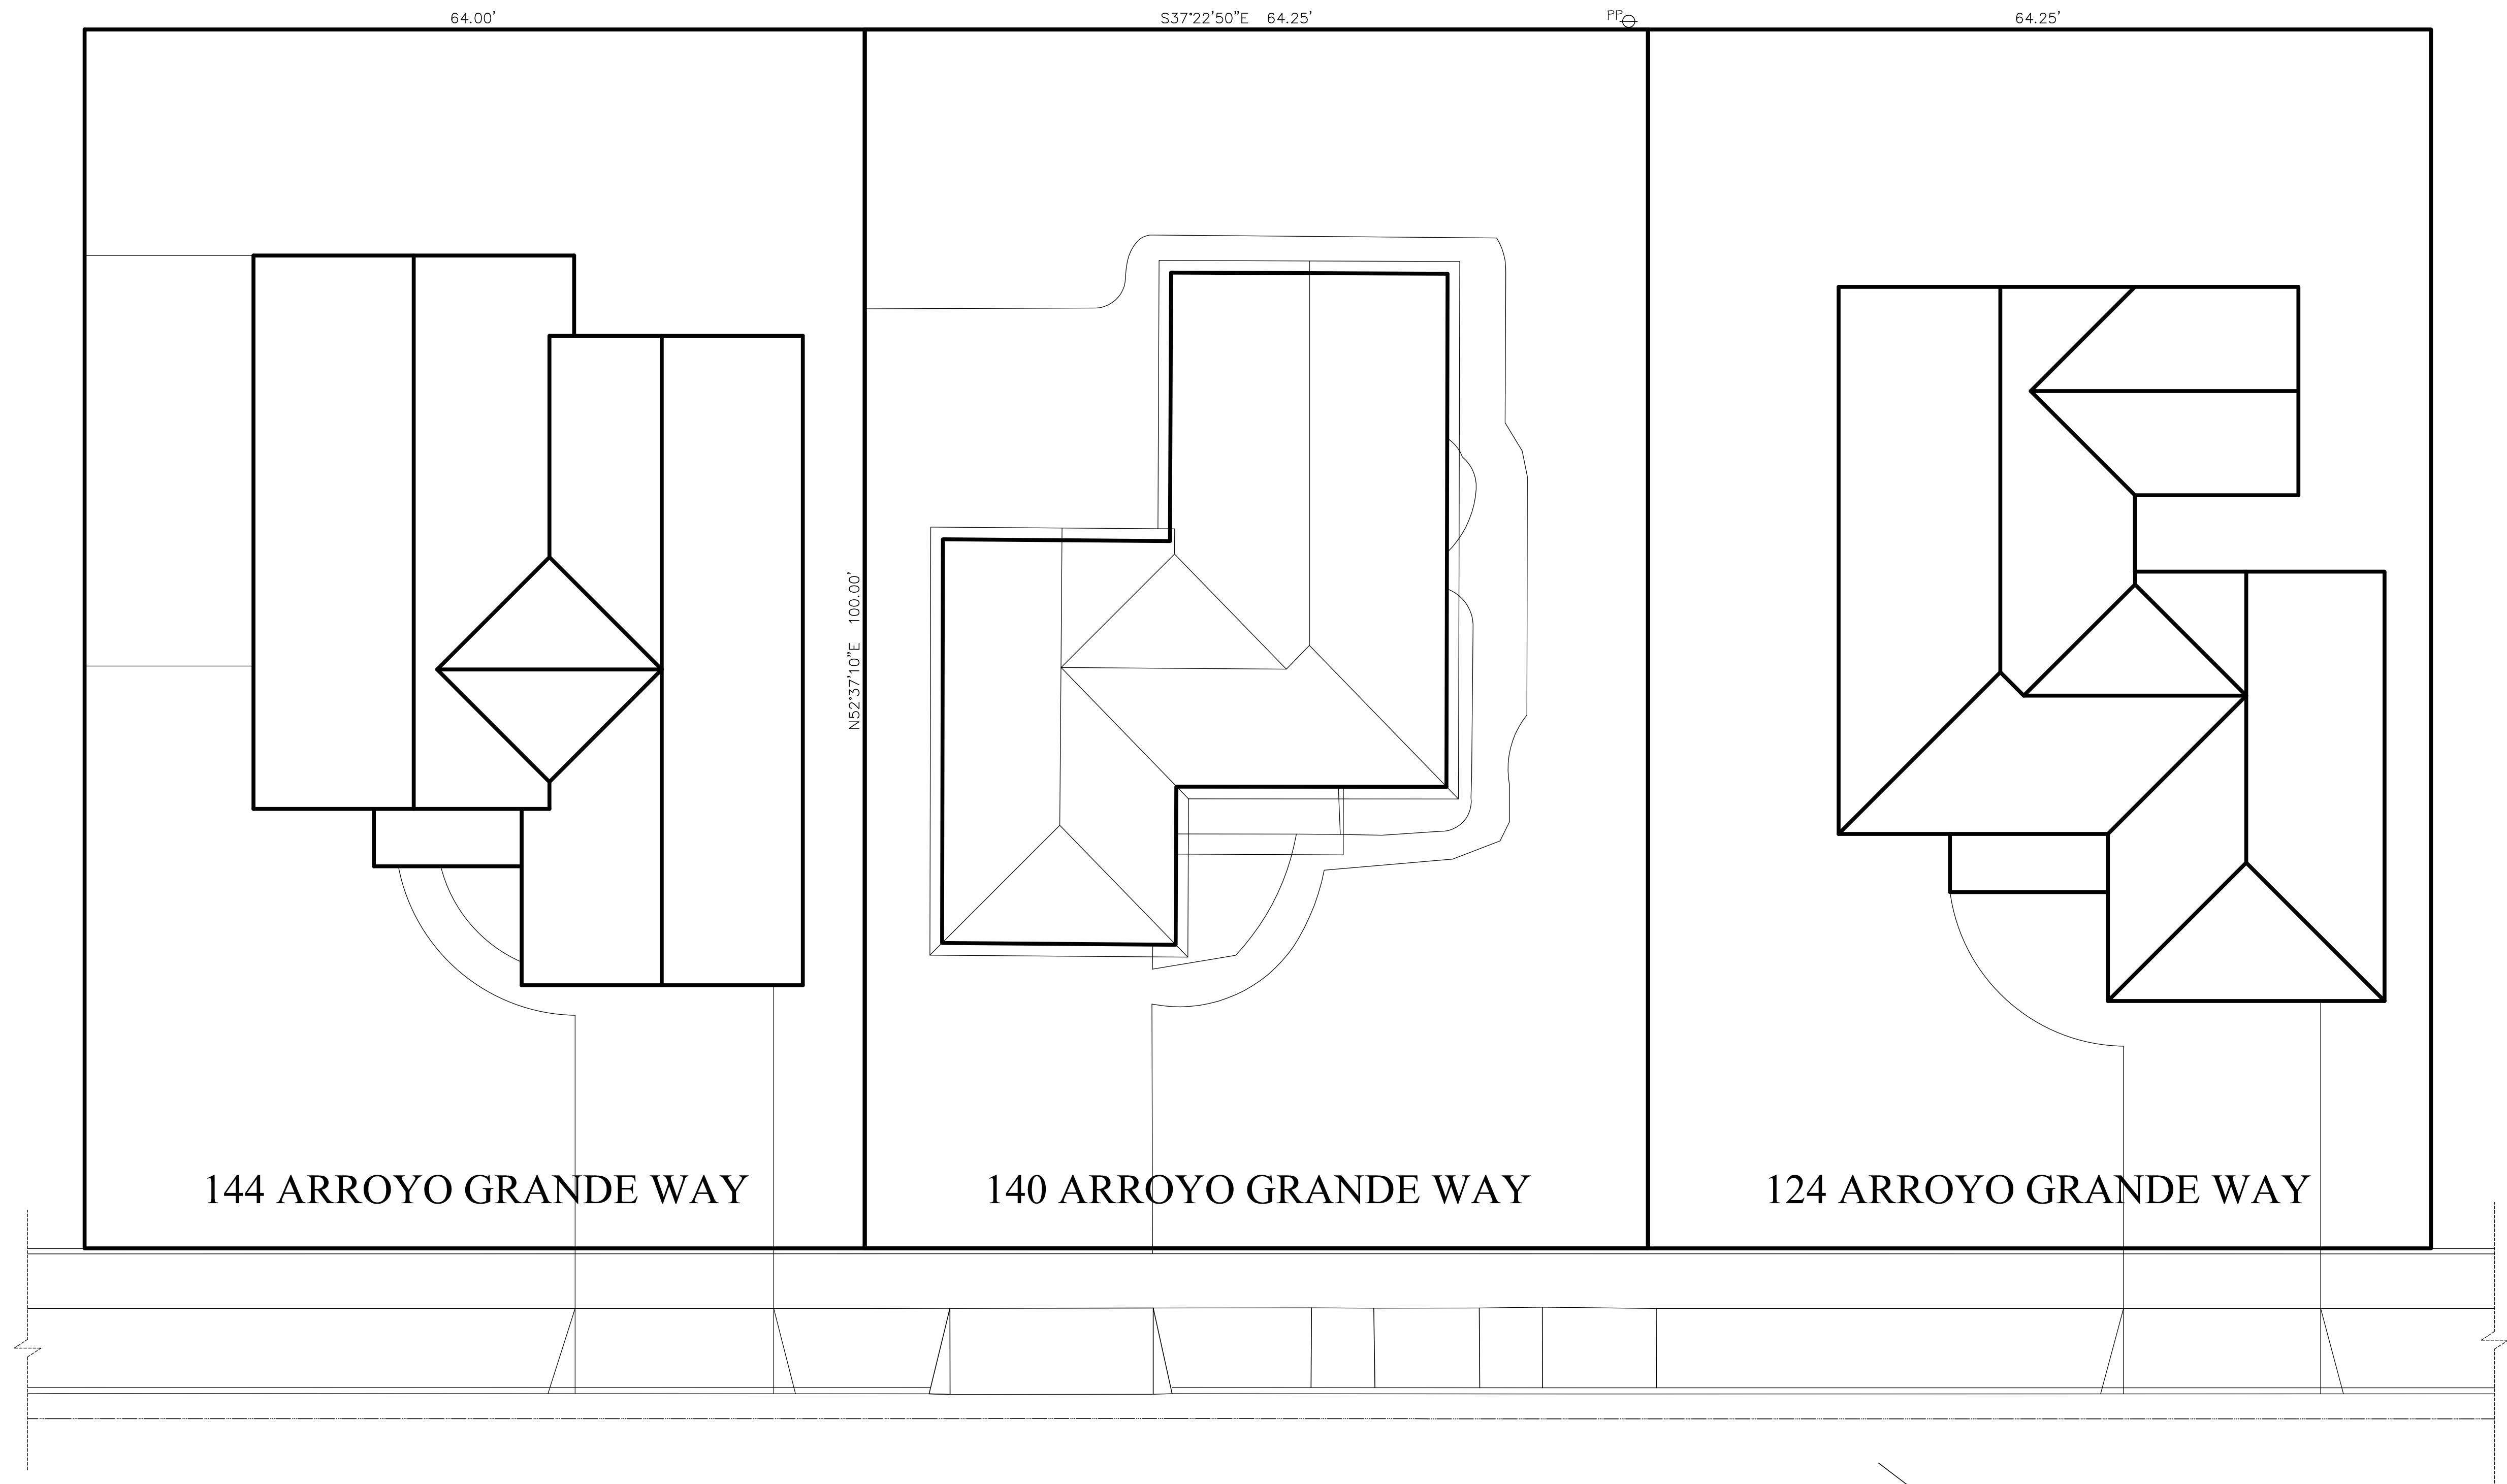 64.00'
S37°22'50"E 64.25'
PP
64.25'
N52°37'10"E 100.00'
144 ARROYO GRANDE WAY
140 ARROYO GRANDE WAY
124 ARROYO GRANDE WAY